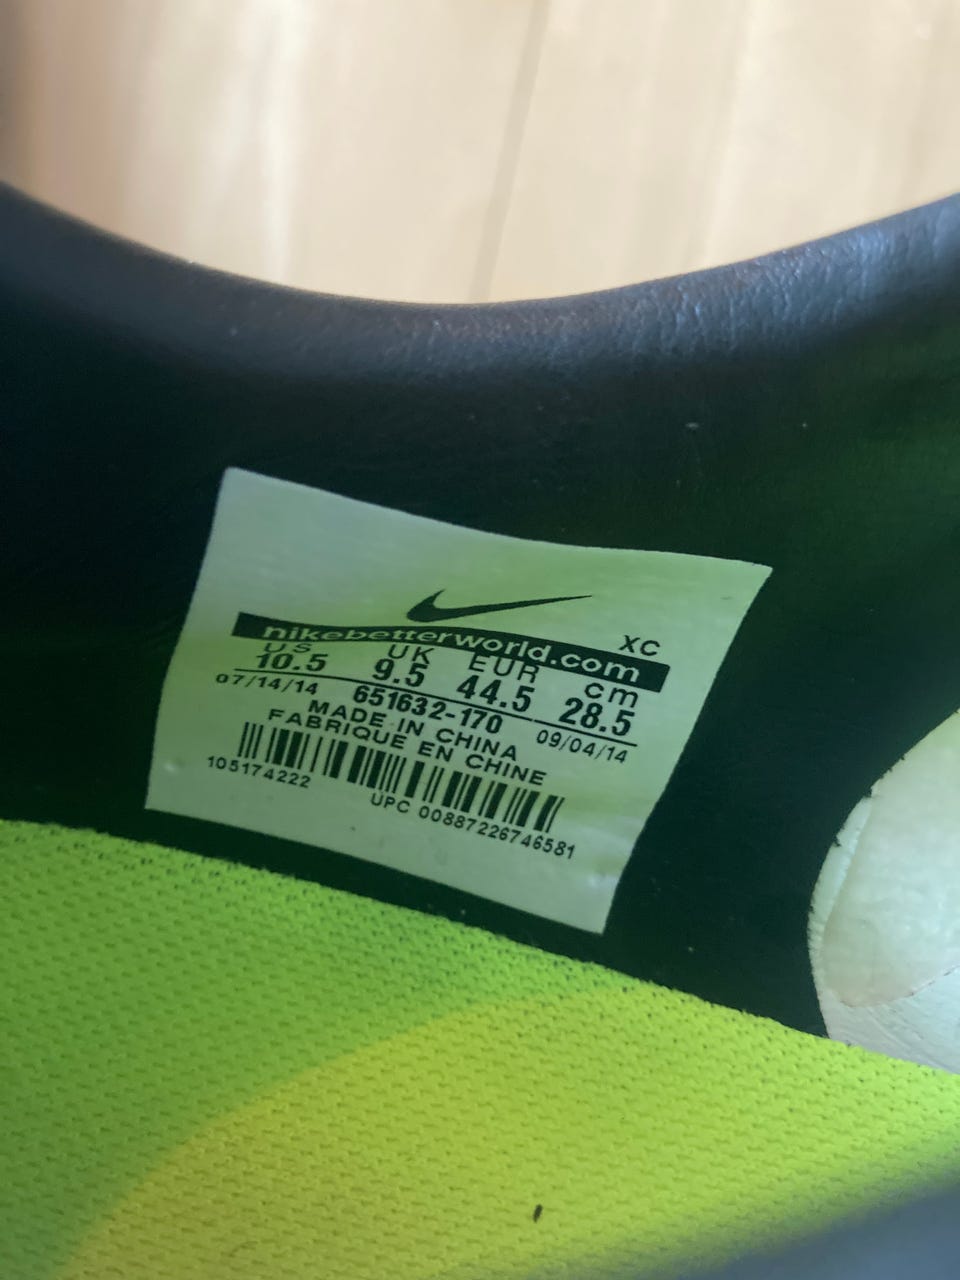 XC
nikebetterworld.com
US UK EUR cm
10.5 9.5 44.5 28.5
07/14/14 651632-170 09/04/14
MADE IN CHINA
FABRIQUE EN CHINE
105174222 UPC 00887226746581